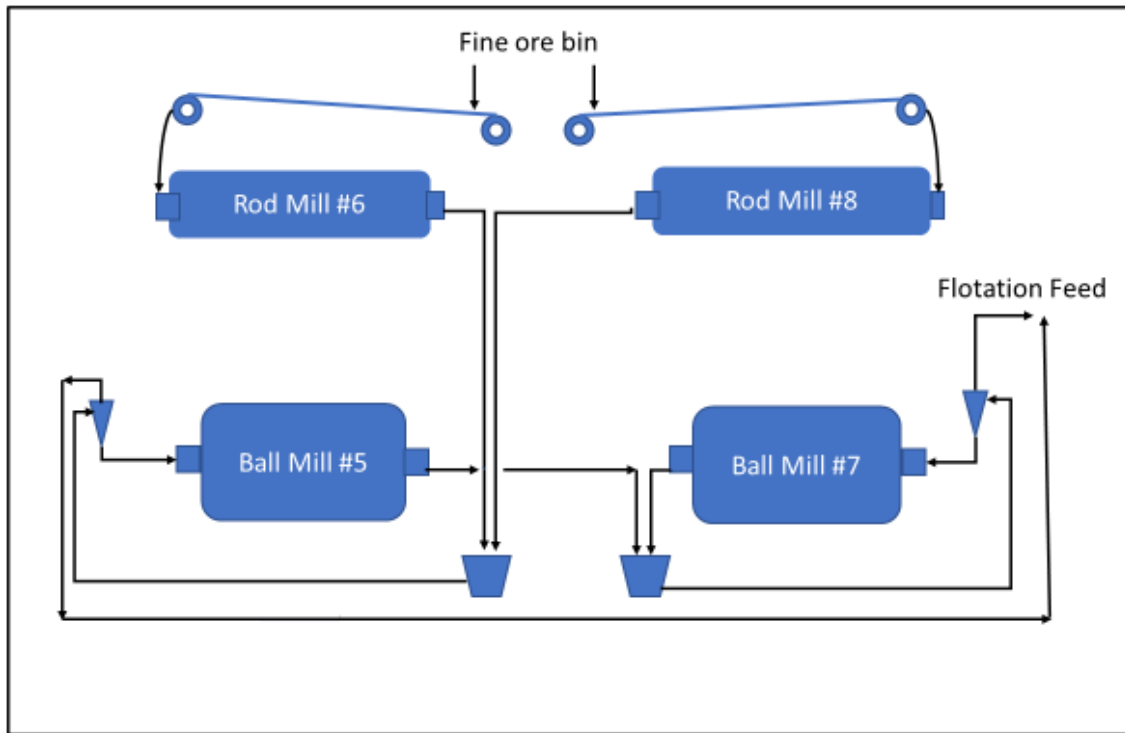 Fine ore bin
Rod Mill #6
Rod Mill #8
Flotation Feed
Ball Mill #5
Ball Mill #7